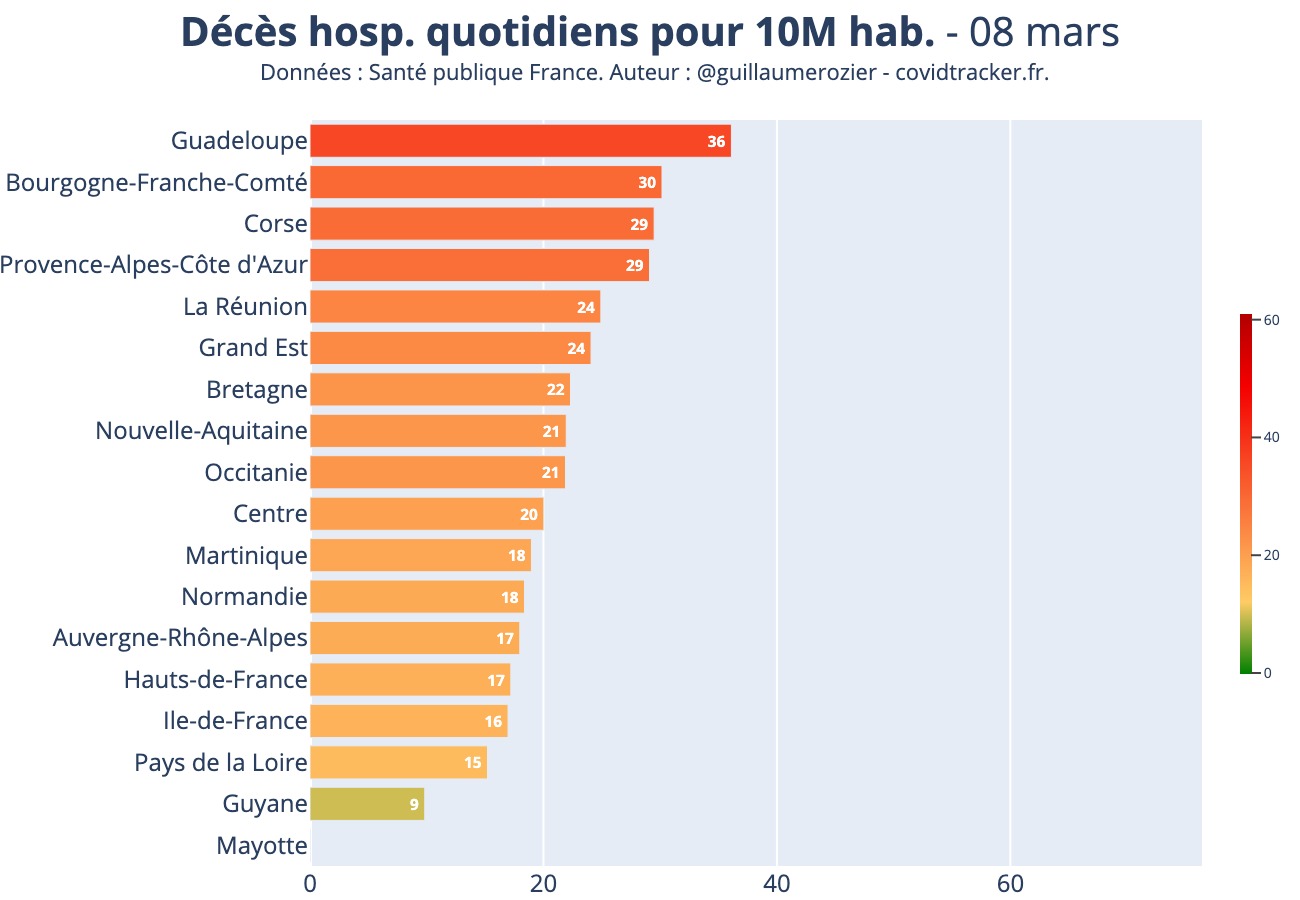 Décès hosp. quotidiens pour 10M hab. - 08 mars
Données : Santé publique France. Auteur : @guillaumerozier - covidtracker.fr.
Guadeloupe 36
Bourgogne-Franche-Comté 30
Corse 29
Provence-Alpes-Côte d'Azur 29
La Réunion 24
Grand Est 24
Bretagne 22
Nouvelle-Aquitaine 21
Occitanie 21
Centre 20
Martinique 18
Normandie 18
Auvergne-Rhône-Alpes 17
Hauts-de-France 17
Ile-de-France 16
Pays de la Loire 15
Guyane 9
Mayotte
0 20 40 60
60
40
20
0